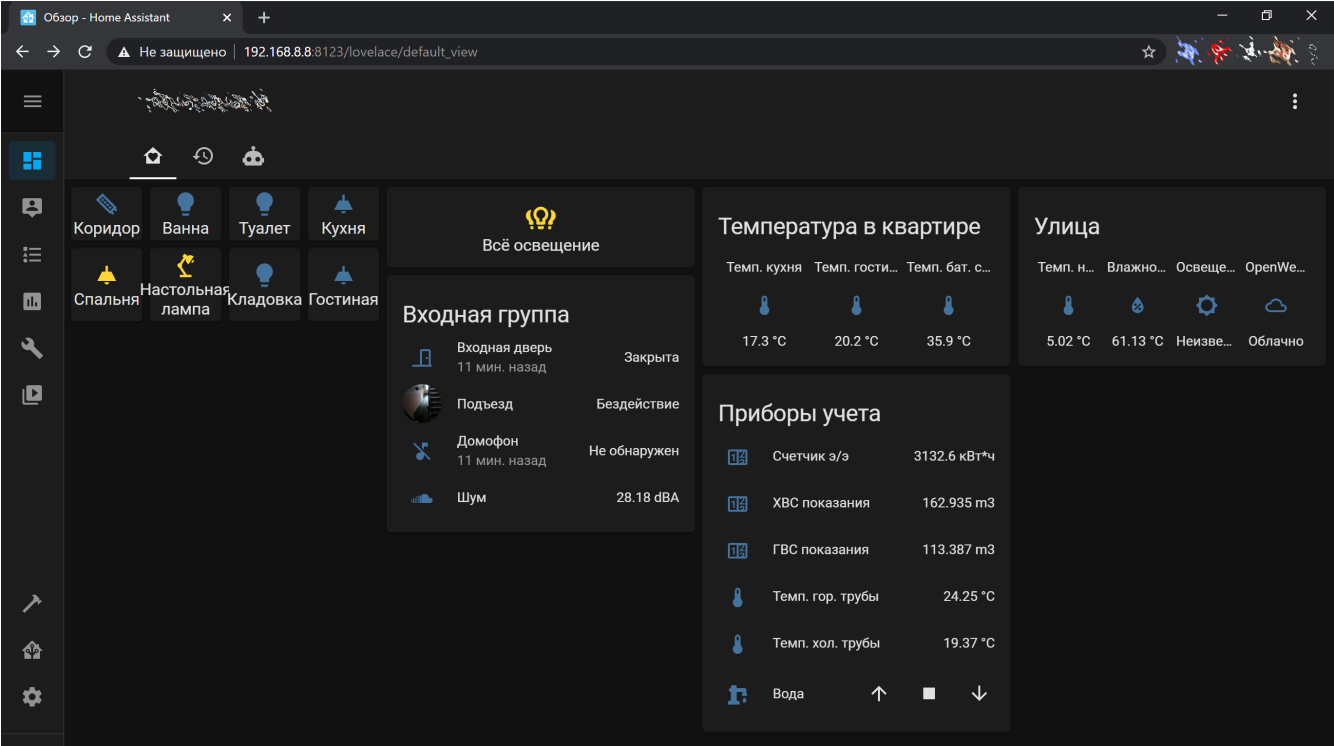 Обзор - Home Assistant
Не защищено 192.168.8.8:8123/lovelace/default_view
Коридор Ванна Туалет Кухня
Спальня Настольная лампа Кладовка Гостиная
Всё освещение
Входная группа
Входная дверь Закрыта
11 мин. назад
Подъезд Бездействие
Домофон Не обнаружен
11 мин. назад
Шум 28.18 dBA
Температура в квартире
Темп. кухня Темп. гости... Темп. бат. с...
17.3 °C 20.2 °C 35.9 °C
Приборы учета
Счетчик э/э 3132.6 кВт*ч
ХВС показания 162.935 m3
ГВС показания 113.387 m3
Темп. гор. трубы 24.25 °C
Темп. хол. трубы 19.37 °C
Вода
Улица
Темп. н... Влажно... Освеще... OpenWe...
5.02 °C 61.13 °C Неизве... Облачно